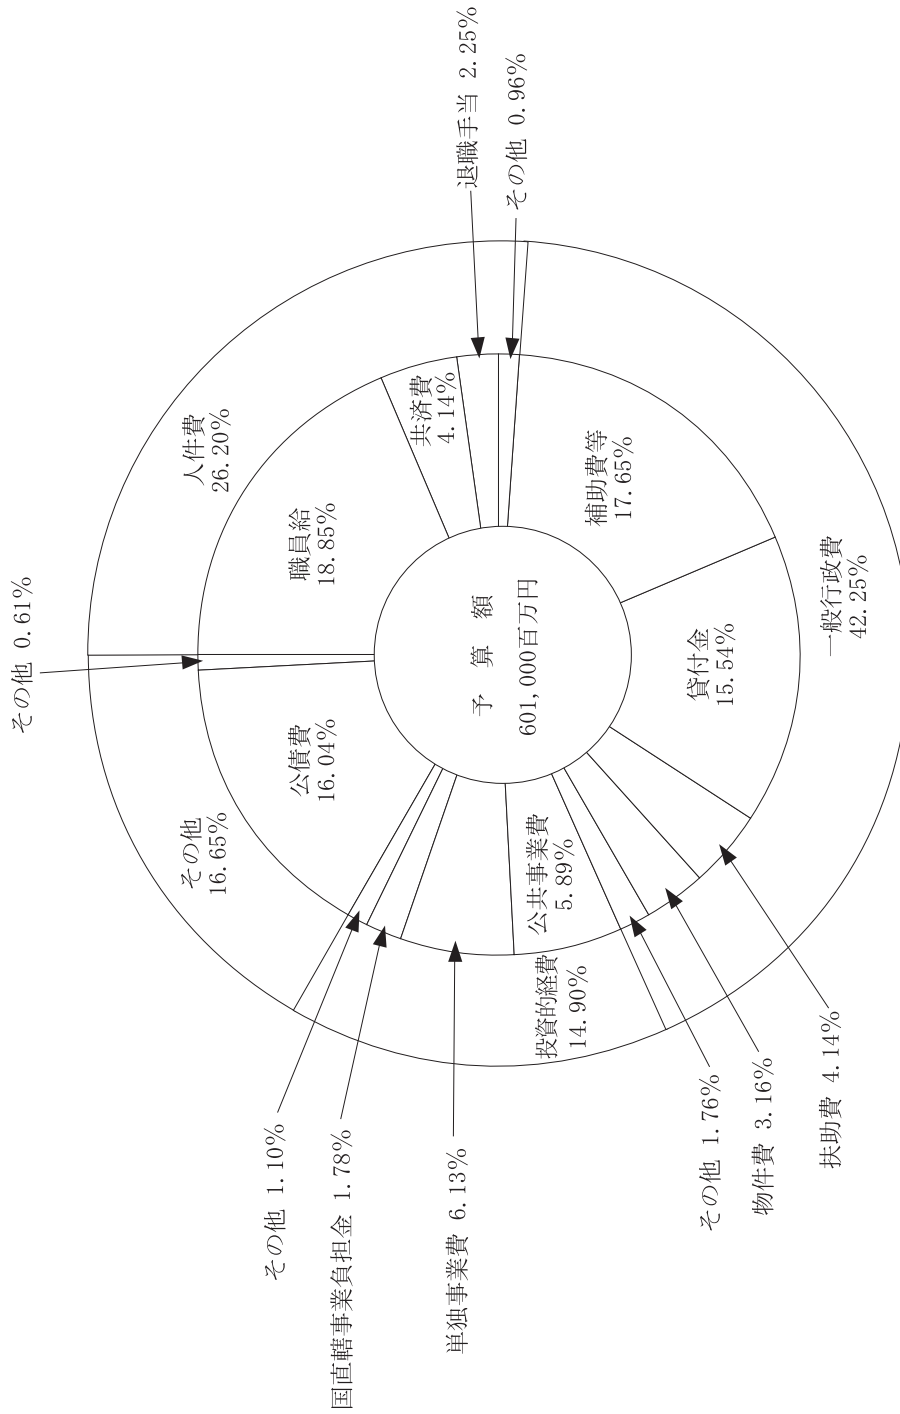 予 算 額
601,000百万円
人件費
26.20%
職員給
18.85%
共済費
4.14%
退職手当 2.25%
その他 0.96%
一般行政費
42.25%
補助費等
17.65%
貸付金
15.54%
扶助費 4.14%
物件費 3.16%
その他 1.76%
投資的経費
14.90%
公共事業費
5.89%
単独事業費 6.13%
国直轄事業負担金 1.78%
その他 1.10%
その他
16.65%
公債費
16.04%
その他 0.61%